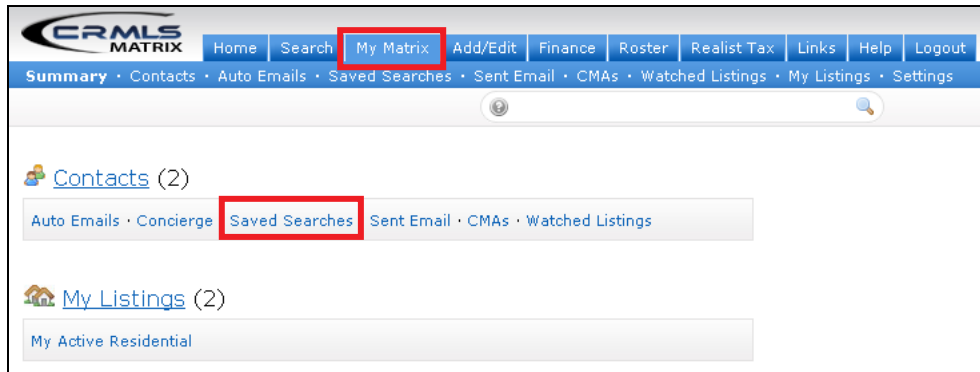 CRMLS
MATRIX
Home Search My Matrix Add/Edit Finance Roster Realist Tax Links Help Logout
Summary · Contacts · Auto Emails · Saved Searches · Sent Email · CMAs · Watched Listings · My Listings · Settings
?
Contacts (2)
Auto Emails · Concierge Saved Searches Sent Email · CMAs · Watched Listings
My Listings (2)
My Active Residential